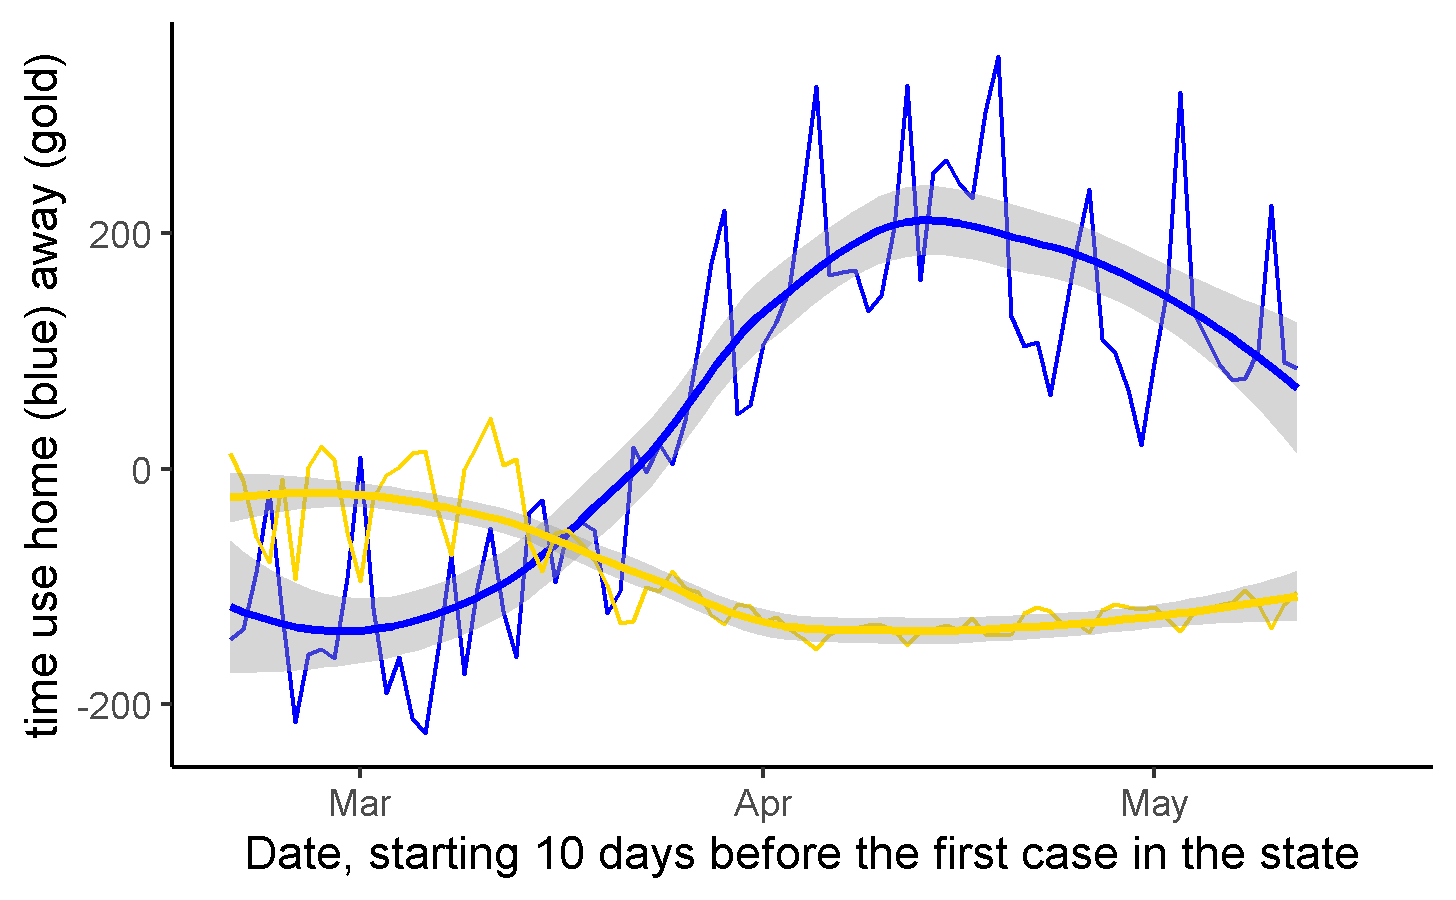 time use home (blue) away (gold)
200
0
-200
Mar
Apr
May
Date, starting 10 days before the first case in the state